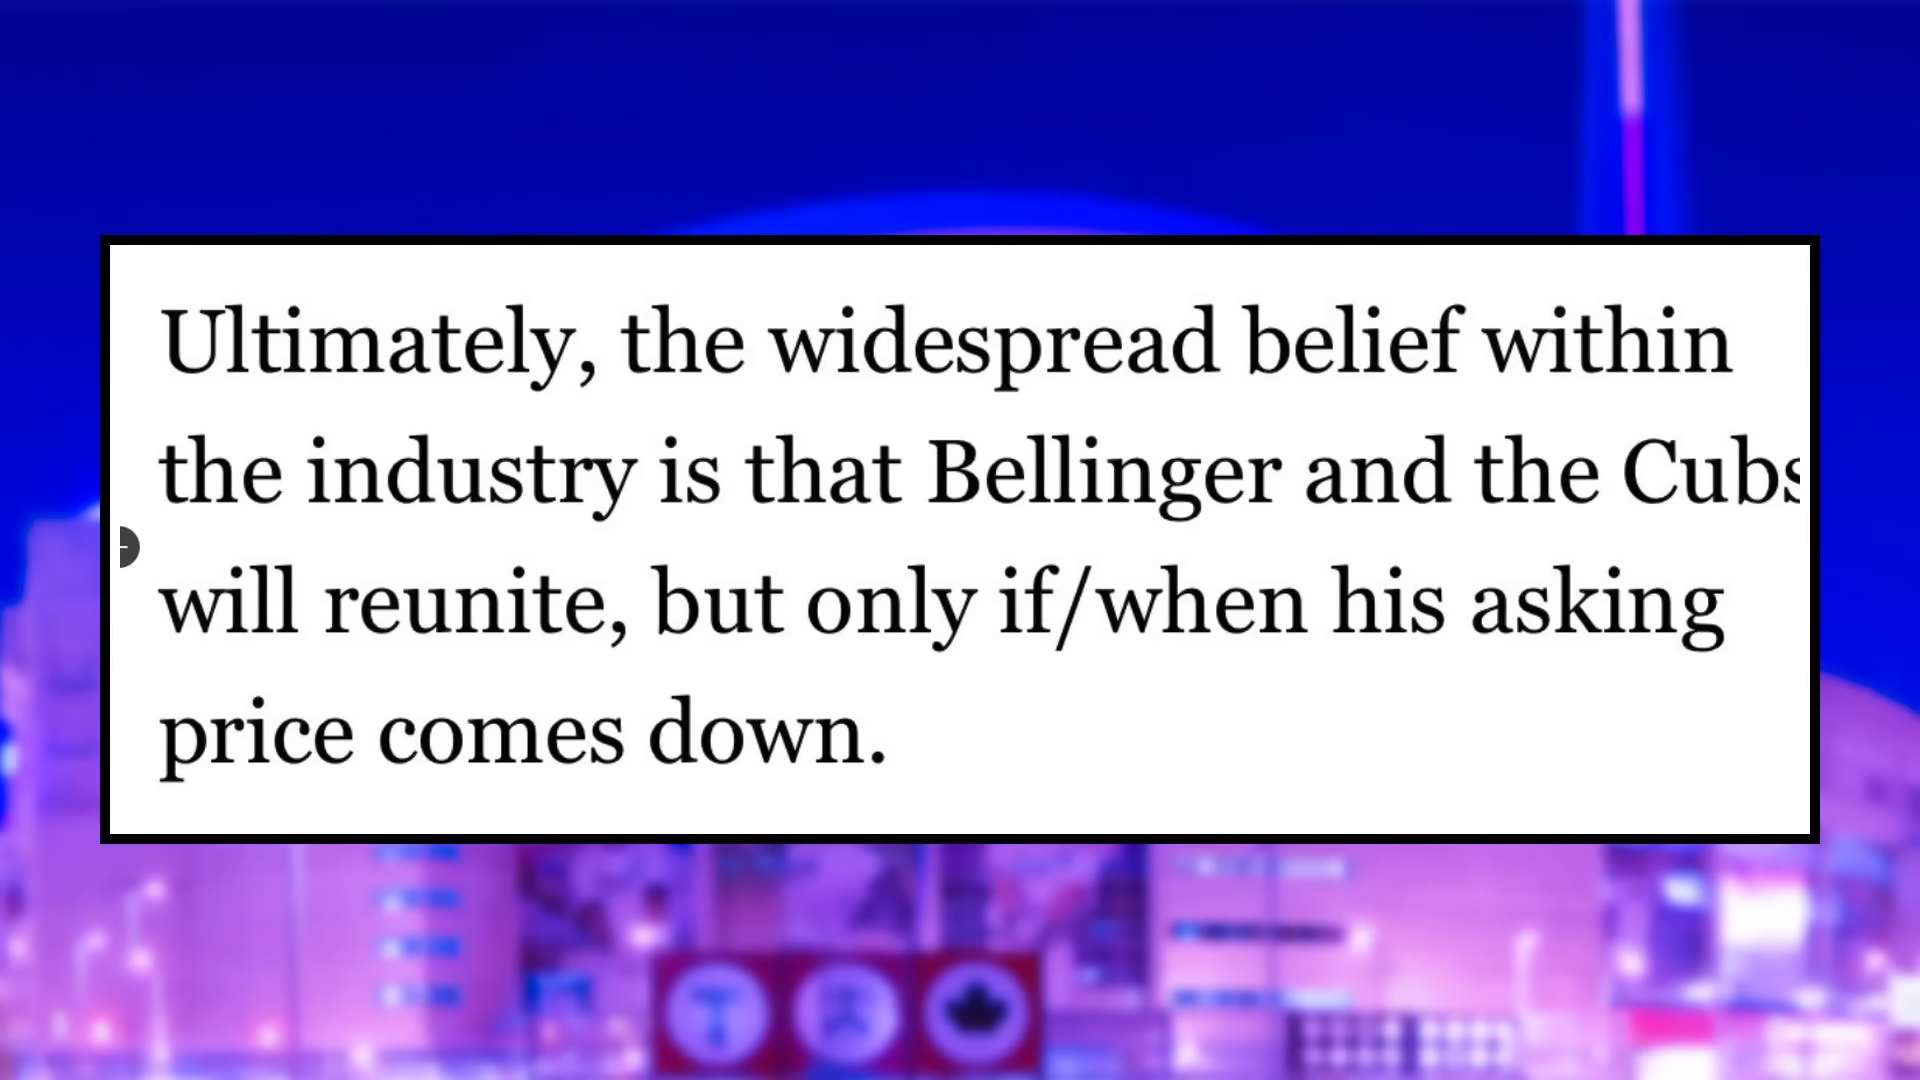 Ultimately, the widespread belief within
the industry is that Bellinger and the Cubs
will reunite, but only if/when his asking
price comes down.